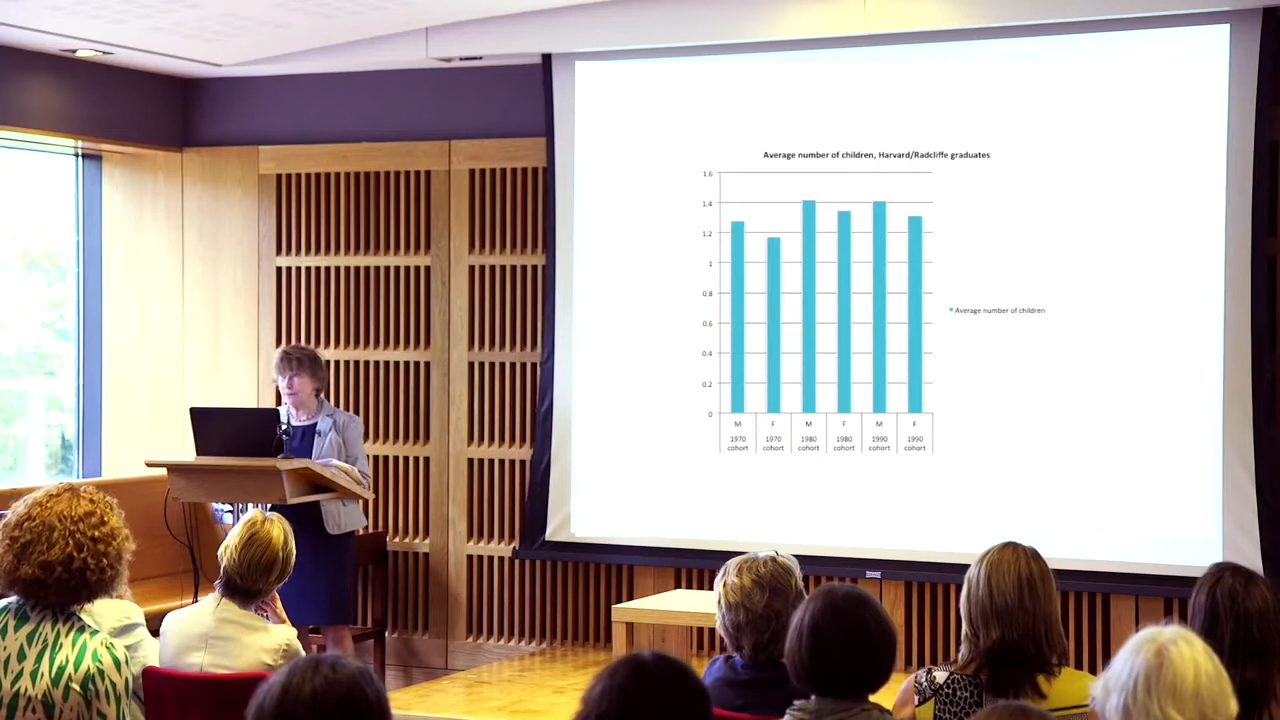 Average number of children, Harvard/Radcliffe graduates
1.6
1.4
1.2
1
0.8
0.6
0.4
0.2
0
Average number of children
M F M F M F
1970 1970 1980 1980 1990 1990
cohort cohort cohort cohort cohort cohort